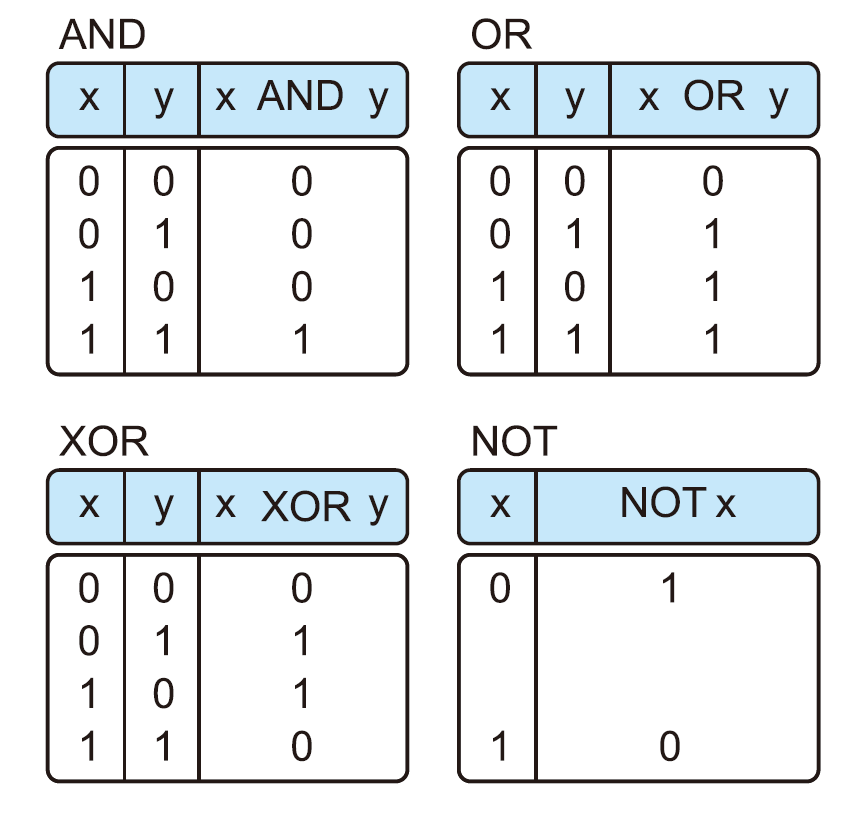 AND
x y x AND y
0 0 0
0 1 0
1 0 0
1 1 1
OR
x y x OR y
0 0 0
0 1 1
1 0 1
1 1 1
XOR
x y x XOR y
0 0 0
0 1 1
1 0 1
1 1 0
NOT
x NOT x
0 1
1 0